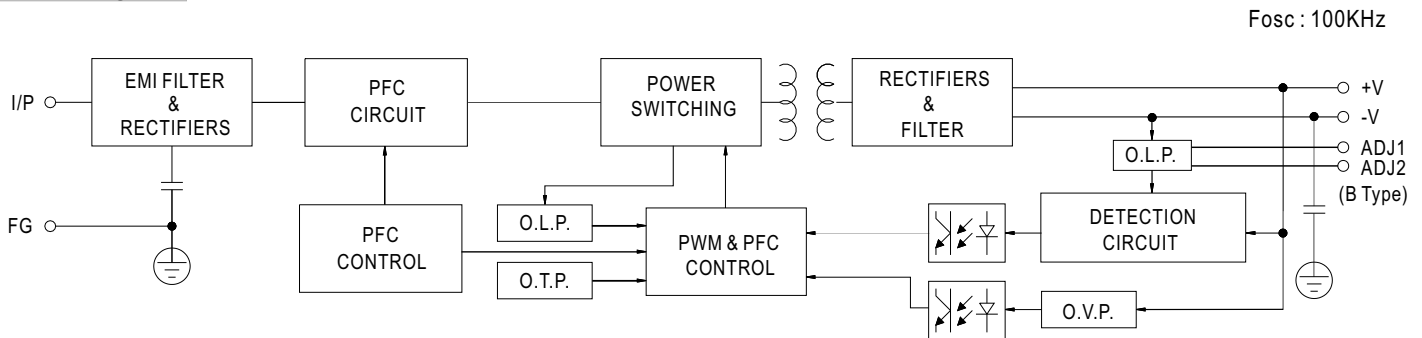 Fosc : 100KHz
I/P
EMI FILTER
&
RECTIFIERS
PFC
CIRCUIT
POWER
SWITCHING
RECTIFIERS
&
FILTER
+V
-V
O.L.P.
ADJ1
ADJ2
(B Type)
FG
PFC
CONTROL
O.L.P.
O.T.P.
PWM & PFC
CONTROL
DETECTION
CIRCUIT
O.V.P.